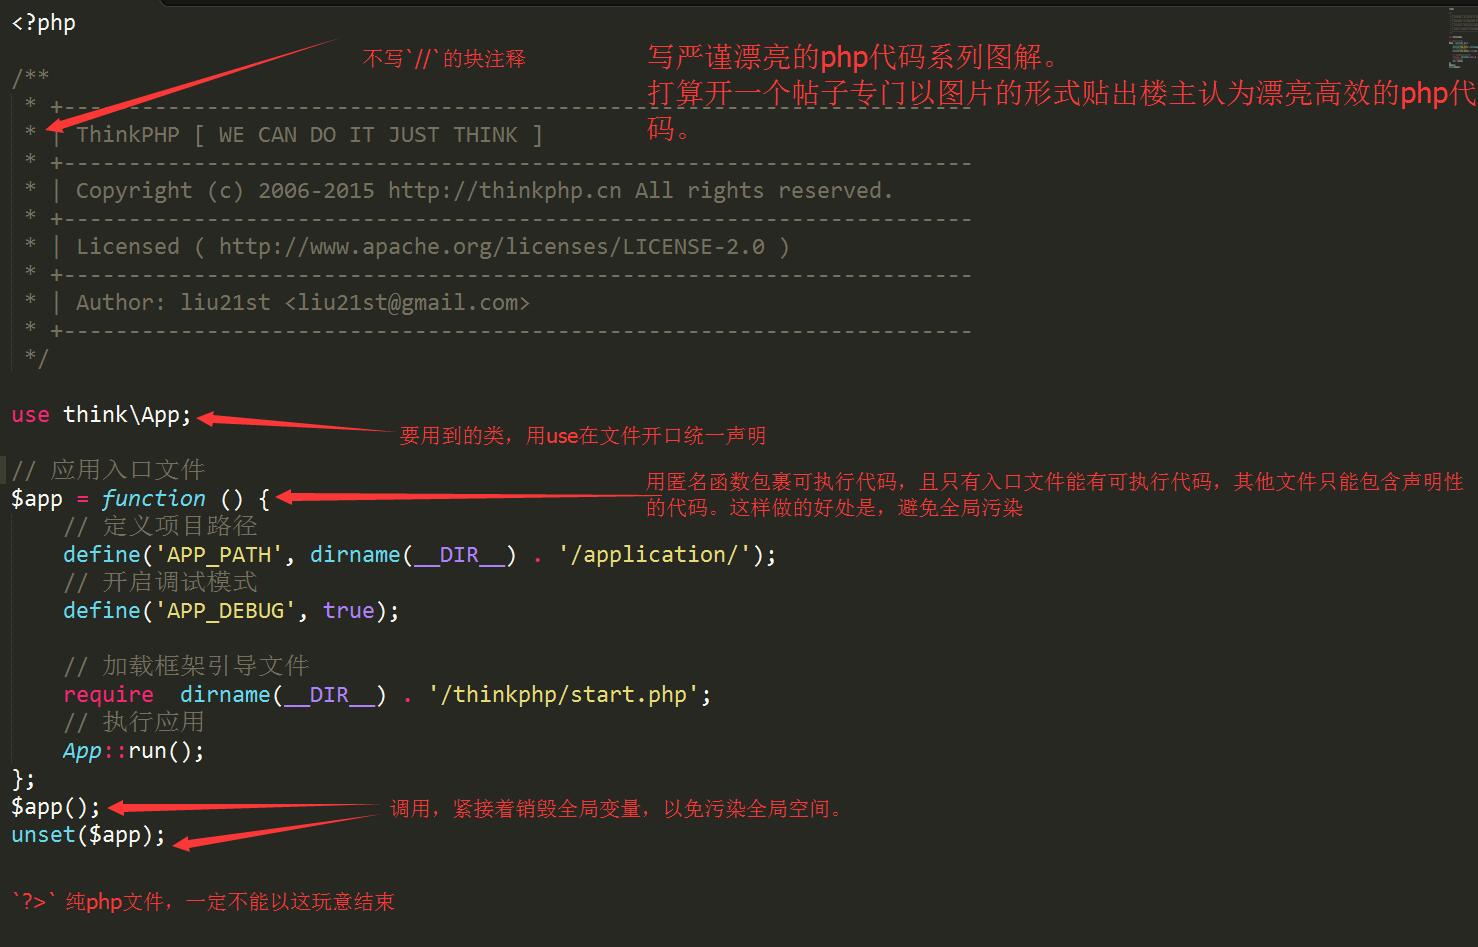 <?php
不写`//`的块注释
写严谨漂亮的php代码系列图解。
打算开一个帖子专门以图片的形式贴出楼主认为漂亮高效的php代
码。
/**
 * +----------------------------------------------------------------------
 * | ThinkPHP [ WE CAN DO IT JUST THINK ]
 * +----------------------------------------------------------------------
 * | Copyright (c) 2006-2015 http://thinkphp.cn All rights reserved.
 * +----------------------------------------------------------------------
 * | Licensed ( http://www.apache.org/licenses/LICENSE-2.0 )
 * +----------------------------------------------------------------------
 * | Author: liu21st <liu21st@gmail.com>
 * +----------------------------------------------------------------------
 */
use think\App;
要用到的类，用use在文件开口统一声明
// 应用入口文件
$app = function () {
用匿名函数包裹可执行代码，且只有入口文件能有可执行代码，其他文件只能包含声明性
的代码。这样做的好处是，避免全局污染
    // 定义项目路径
    define('APP_PATH', dirname(__DIR__) . '/application/');
    // 开启调试模式
    define('APP_DEBUG', true);
    // 加载框架引导文件
    require  dirname(__DIR__) . '/thinkphp/start.php';
    // 执行应用
    App::run();
};
$app();
调用，紧接着销毁全局变量，以免污染全局空间。
unset($app);
`?>` 纯php文件，一定不能以这玩意结束